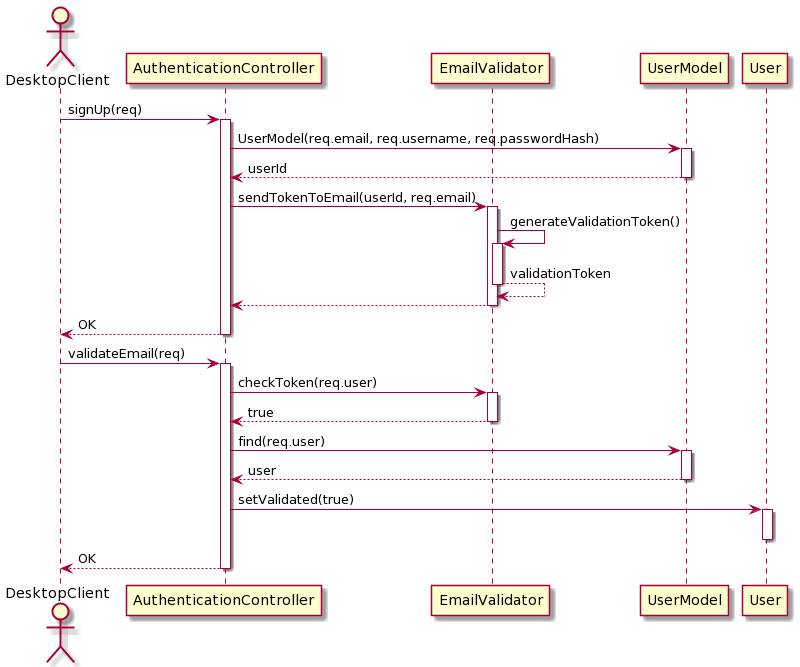 DesktopClient
AuthenticationController
EmailValidator
UserModel
User
signUp(req)
UserModel(req.email, req.username, req.passwordHash)
userId
sendTokenToEmail(userId, req.email)
generateValidationToken()
validationToken
OK
validateEmail(req)
checkToken(req.user)
true
find(req.user)
user
setValidated(true)
OK
DesktopClient
AuthenticationController
EmailValidator
UserModel
User